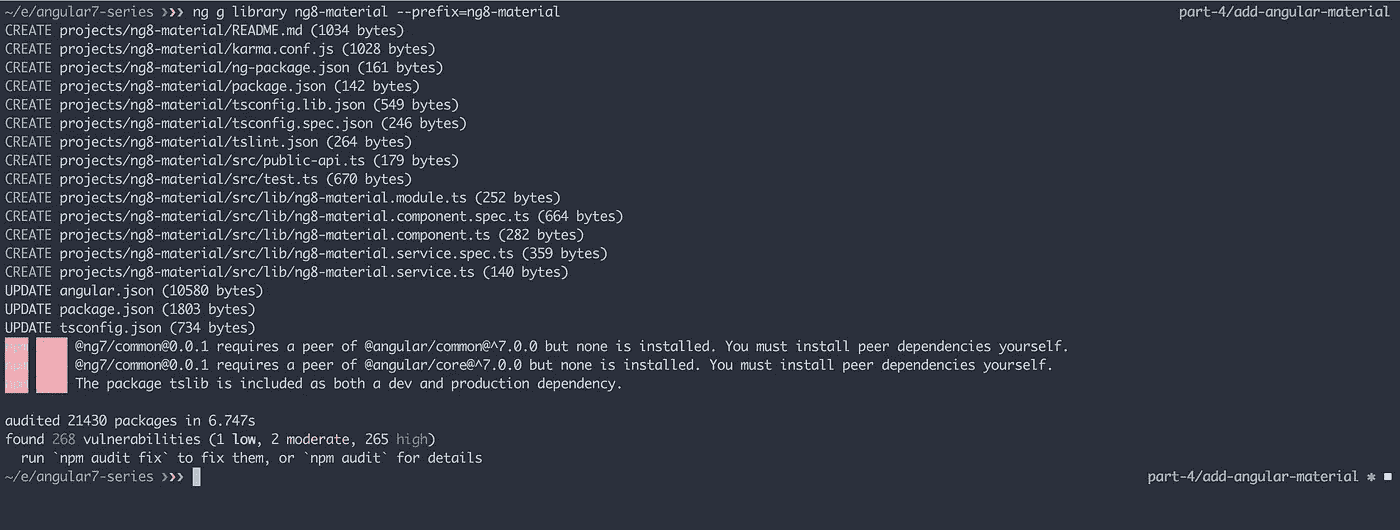 ~/e/angular7-series ❯❯❯ ng g library ng8-material --prefix=ng8-material part-4/add-angular-material
CREATE projects/ng8-material/README.md (1034 bytes)
CREATE projects/ng8-material/karma.conf.js (1028 bytes)
CREATE projects/ng8-material/ng-package.json (161 bytes)
CREATE projects/ng8-material/package.json (142 bytes)
CREATE projects/ng8-material/tsconfig.lib.json (549 bytes)
CREATE projects/ng8-material/tsconfig.spec.json (246 bytes)
CREATE projects/ng8-material/tslint.json (264 bytes)
CREATE projects/ng8-material/src/public-api.ts (179 bytes)
CREATE projects/ng8-material/src/test.ts (670 bytes)
CREATE projects/ng8-material/src/lib/ng8-material.module.ts (252 bytes)
CREATE projects/ng8-material/src/lib/ng8-material.component.spec.ts (664 bytes)
CREATE projects/ng8-material/src/lib/ng8-material.component.ts (282 bytes)
CREATE projects/ng8-material/src/lib/ng8-material.service.spec.ts (359 bytes)
CREATE projects/ng8-material/src/lib/ng8-material.service.ts (140 bytes)
UPDATE angular.json (10580 bytes)
UPDATE package.json (1803 bytes)
UPDATE tsconfig.json (734 bytes)
@ng7/common@0.0.1 requires a peer of @angular/common@^7.0.0 but none is installed. You must install peer dependencies yourself.
@ng7/common@0.0.1 requires a peer of @angular/core@^7.0.0 but none is installed. You must install peer dependencies yourself.
The package tslib is included as both a dev and production dependency.
audited 21430 packages in 6.747s
found 268 vulnerabilities (1 low, 2 moderate, 265 high)
run `npm audit fix` to fix them, or `npm audit` for details
~/e/angular7-series ❯❯❯ part-4/add-angular-material ✱ ■